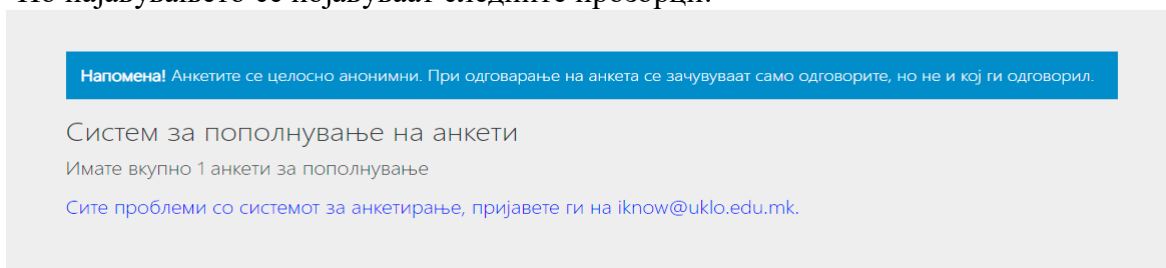 По најавувањето се појавуваат следните прозорци:
Напомена! Анкетите се целосно анонимни. При одговарање на анкета се зачувуваат само одговорите, но не и кој ги одговорил.
Систем за пополнување на анкети
Имате вкупно 1 анкети за пополнување
Сите проблеми со системот за анкетирање, пријавете ги на iknow@uklo.edu.mk.